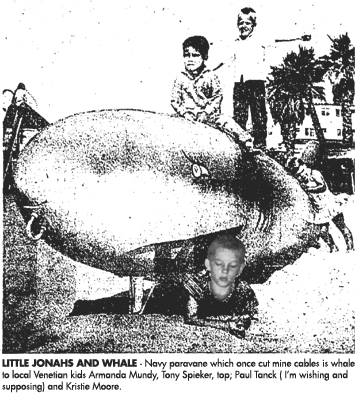 LITTLE JONAHS AND WHALE - Navy paravane which once cut mine cables is whale
to local Venetian kids Armanda Mundy, Tony Spieker, top; Paul Tanck ( I'm wishing and
supposing) and Kristie Moore.